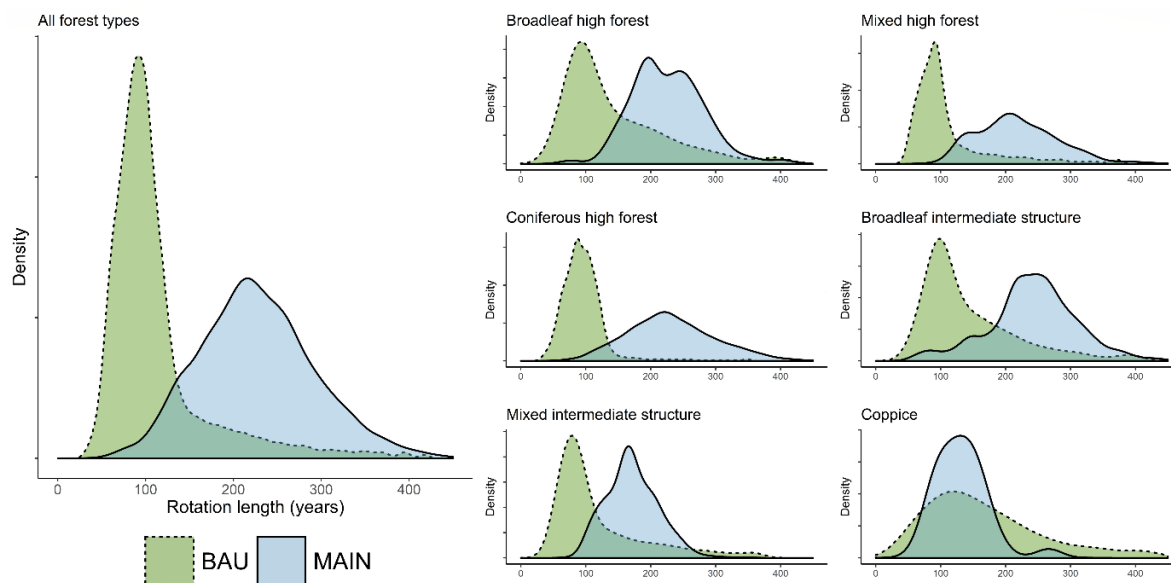 All forest types
Density
0 100 200 300 400
Rotation length (years)
BAU MAIN
Broadleaf high forest
Density
0 100 200 300 400
Mixed high forest
Density
0 100 200 300 400
Coniferous high forest
Density
0 100 200 300 400
Broadleaf intermediate structure
Density
0 100 200 300 400
Mixed intermediate structure
Density
0 100 200 300 400
Coppice
Density
0 100 200 300 400